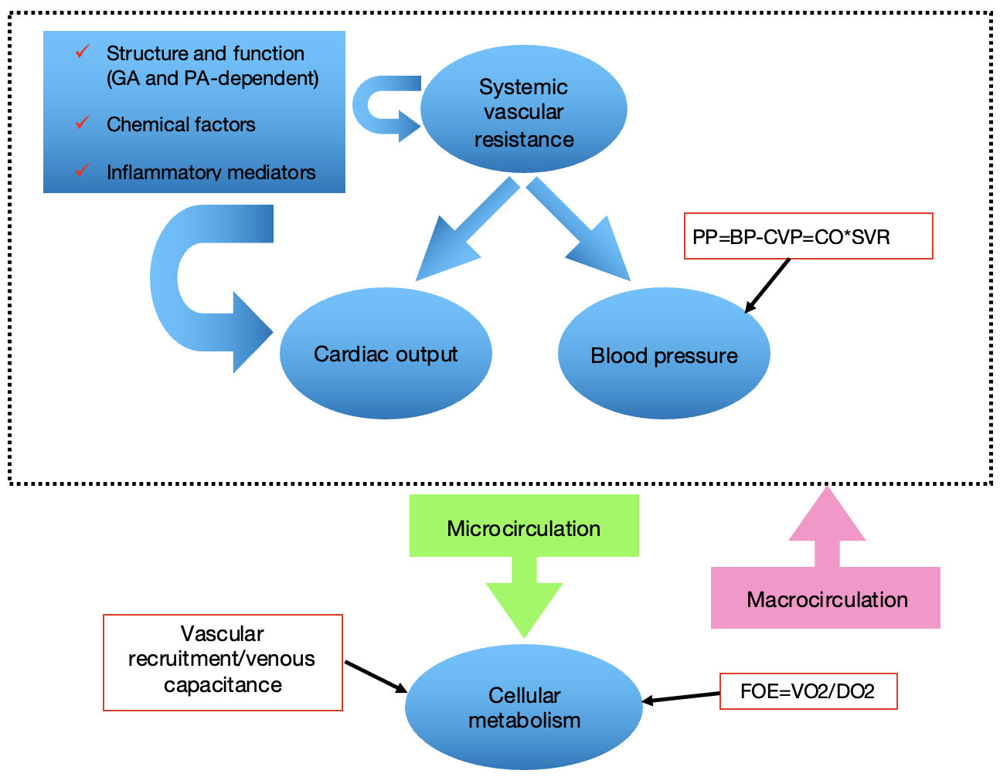 Structure and function
(GA and PA-dependent)
Chemical factors
Inflammatory mediators
Systemic
vascular
resistance
PP=BP-CVP=CO*SVR
Cardiac output
Blood pressure
Microcirculation
Macrocirculation
Vascular
recruitment/venous
capacitance
Cellular
metabolism
FOE=VO2/DO2